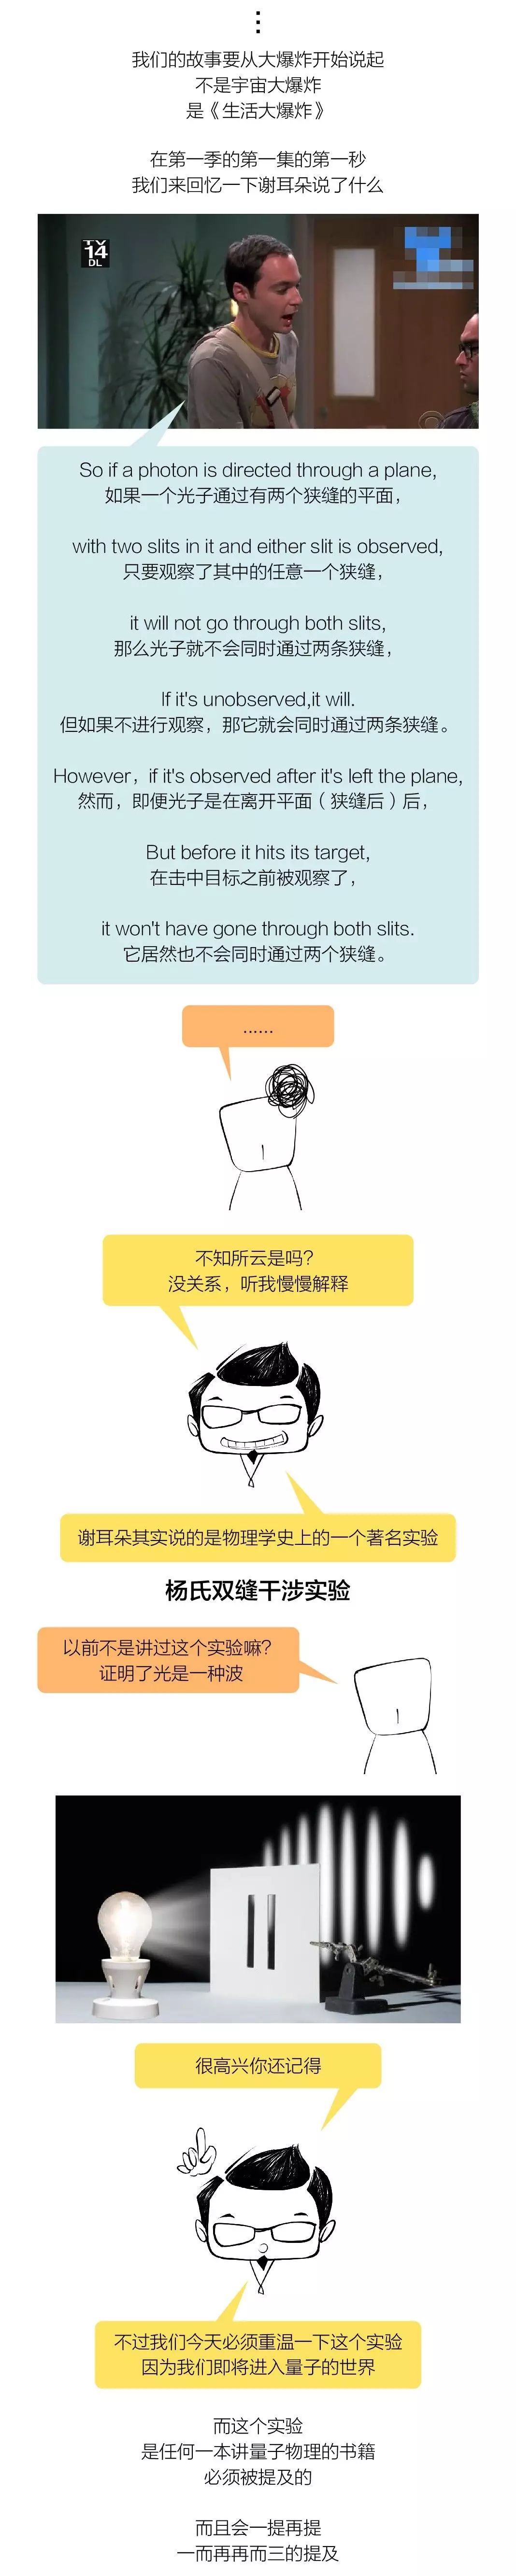 我们的故事要从大爆炸开始说起
不是宇宙大爆炸
是《生活大爆炸》
在第一季的第一集的第一秒
我们来回忆一下谢耳朵说了什么
TV
14
DL
So if a photon is directed through a plane,
如果一个光子通过有两个狭缝的平面，
with two slits in it and either slit is observed,
只要观察了其中的任意一个狭缝，
it will not go through both slits,
那么光子就不会同时通过两条狭缝，
If it's unobserved,it will.
但如果不进行观察，那它就会同时通过两条狭缝。
However，if it's observed after it's left the plane,
然而，即便光子是在离开平面（狭缝后）后，
But before it hits its target,
在击中目标之前被观察了，
it won't have gone through both slits.
它居然也不会同时通过两个狭缝。
......
不知所云是吗？
没关系，听我慢慢解释
谢耳朵其实说的是物理学史上的一个著名实验
杨氏双缝干涉实验
以前不是讲过这个实验嘛？
证明了光是一种波
很高兴你还记得
不过我们今天必须重温一下这个实验
因为我们即将进入量子的世界
而这个实验
是任何一本讲量子物理的书籍
必须被提及的
而且会一提再提
一而再再而三的提及